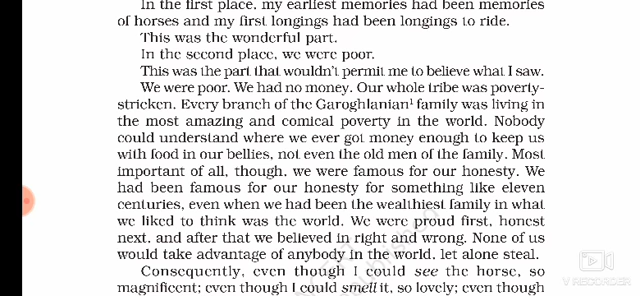 In the first place, my earliest memories had been memories
of horses and my first longings had been longings to ride.
This was the wonderful part.
In the second place, we were poor.
This was the part that wouldn't permit me to believe what I saw.
We were poor. We had no money. Our whole tribe was poverty-
stricken. Every branch of the Garoghlanian¹ family was living in
the most amazing and comical poverty in the world. Nobody
could understand where we ever got money enough to keep us
with food in our bellies, not even the old men of the family. Most
important of all, though, we were famous for our honesty. We
had been famous for our honesty for something like eleven
centuries, even when we had been the wealthiest family in what
we liked to think was the world. We were proud first, honest
next, and after that we believed in right and wrong. None of us
would take advantage of anybody in the world, let alone steal.
Consequently, even though I could see the horse, so
magnificent; even though I could smell it, so lovely; even though
V RECORDER